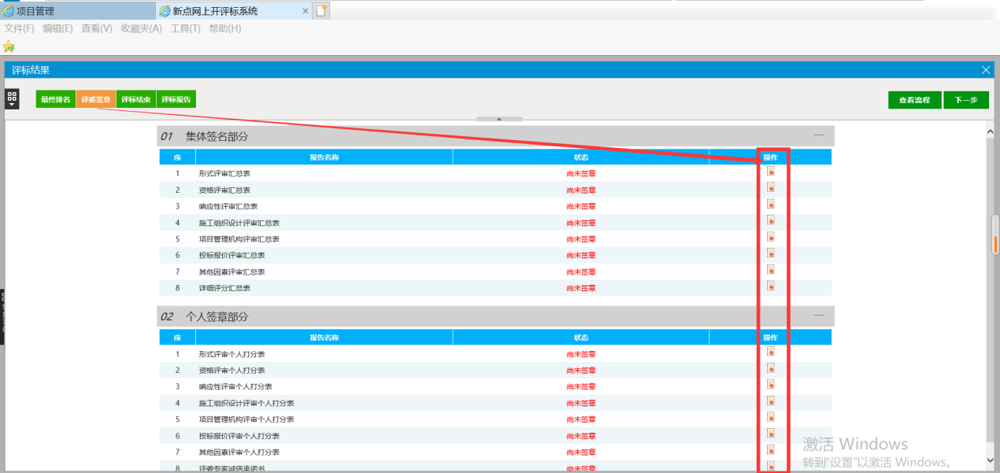 项目管理
新点网上开评标系统
文件(F) 编辑(E) 查看(V) 收藏夹(A) 工具(T) 帮助(H)
评标结果
最终排名 评委签章 评标结束 评标报告 查看流程 下一步
01 集体签名部分
序 报告名称 状态 操作
1 形式评审汇总表 尚未签章
2 资格评审汇总表 尚未签章
3 响应性评审汇总表 尚未签章
4 施工组织设计评审汇总表 尚未签章
5 项目管理机构评审汇总表 尚未签章
6 投标报价评审汇总表 尚未签章
7 其他因素评审汇总表 尚未签章
8 详细评分汇总表 尚未签章
02 个人签章部分
序 报告名称 状态 操作
1 形式评审个人打分表 尚未签章
2 资格评审个人打分表 尚未签章
3 响应性评审个人打分表 尚未签章
4 施工组织设计评审个人打分表 尚未签章
5 项目管理机构评审个人打分表 尚未签章
6 投标报价评审个人打分表 尚未签章
7 其他因素评审个人打分表 尚未签章
8 评委专家诚信承诺书 尚未签章
激活 Windows
转到"设置"以激活 Windows。